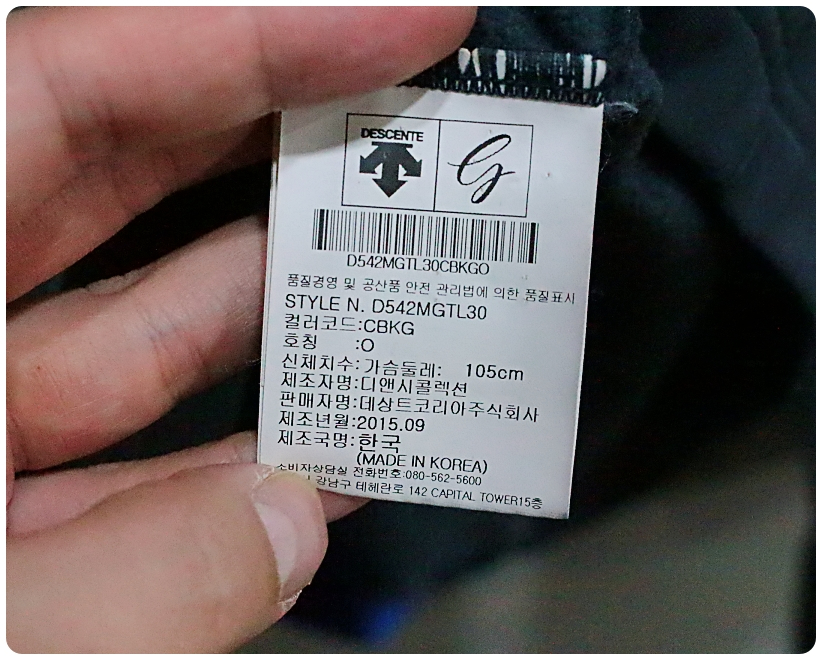 DESCENTE
G
D542MGTL30CBKGO
품질경영 및 공산품 안전 관리법에 의한 품질표시
STYLE N. D542MGTL30
컬러코드:CBKG
호칭 :O
신체치수:가슴둘레: 105cm
제조자명:디앤시콜렉션
판매자명:데상트코리아주식회사
제조년월:2015.09
제조국명:한국
(MADE IN KOREA)
소비자상담실 전화번호:080-562-5600
강남구 테헤란로 142 CAPITAL TOWER15층